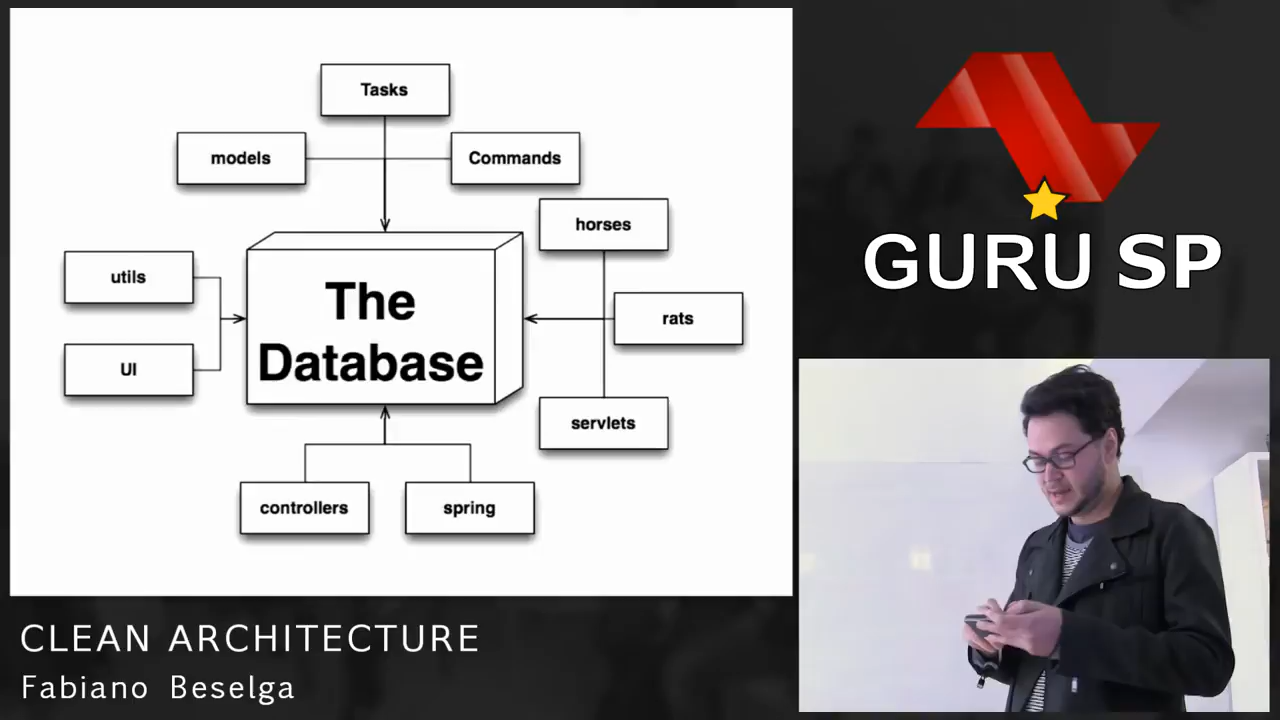 Tasks
models
Commands
horses
utils
The
Database
rats
UI
servlets
controllers
spring
GURU SP
CLEAN ARCHITECTURE
Fabiano Beselga